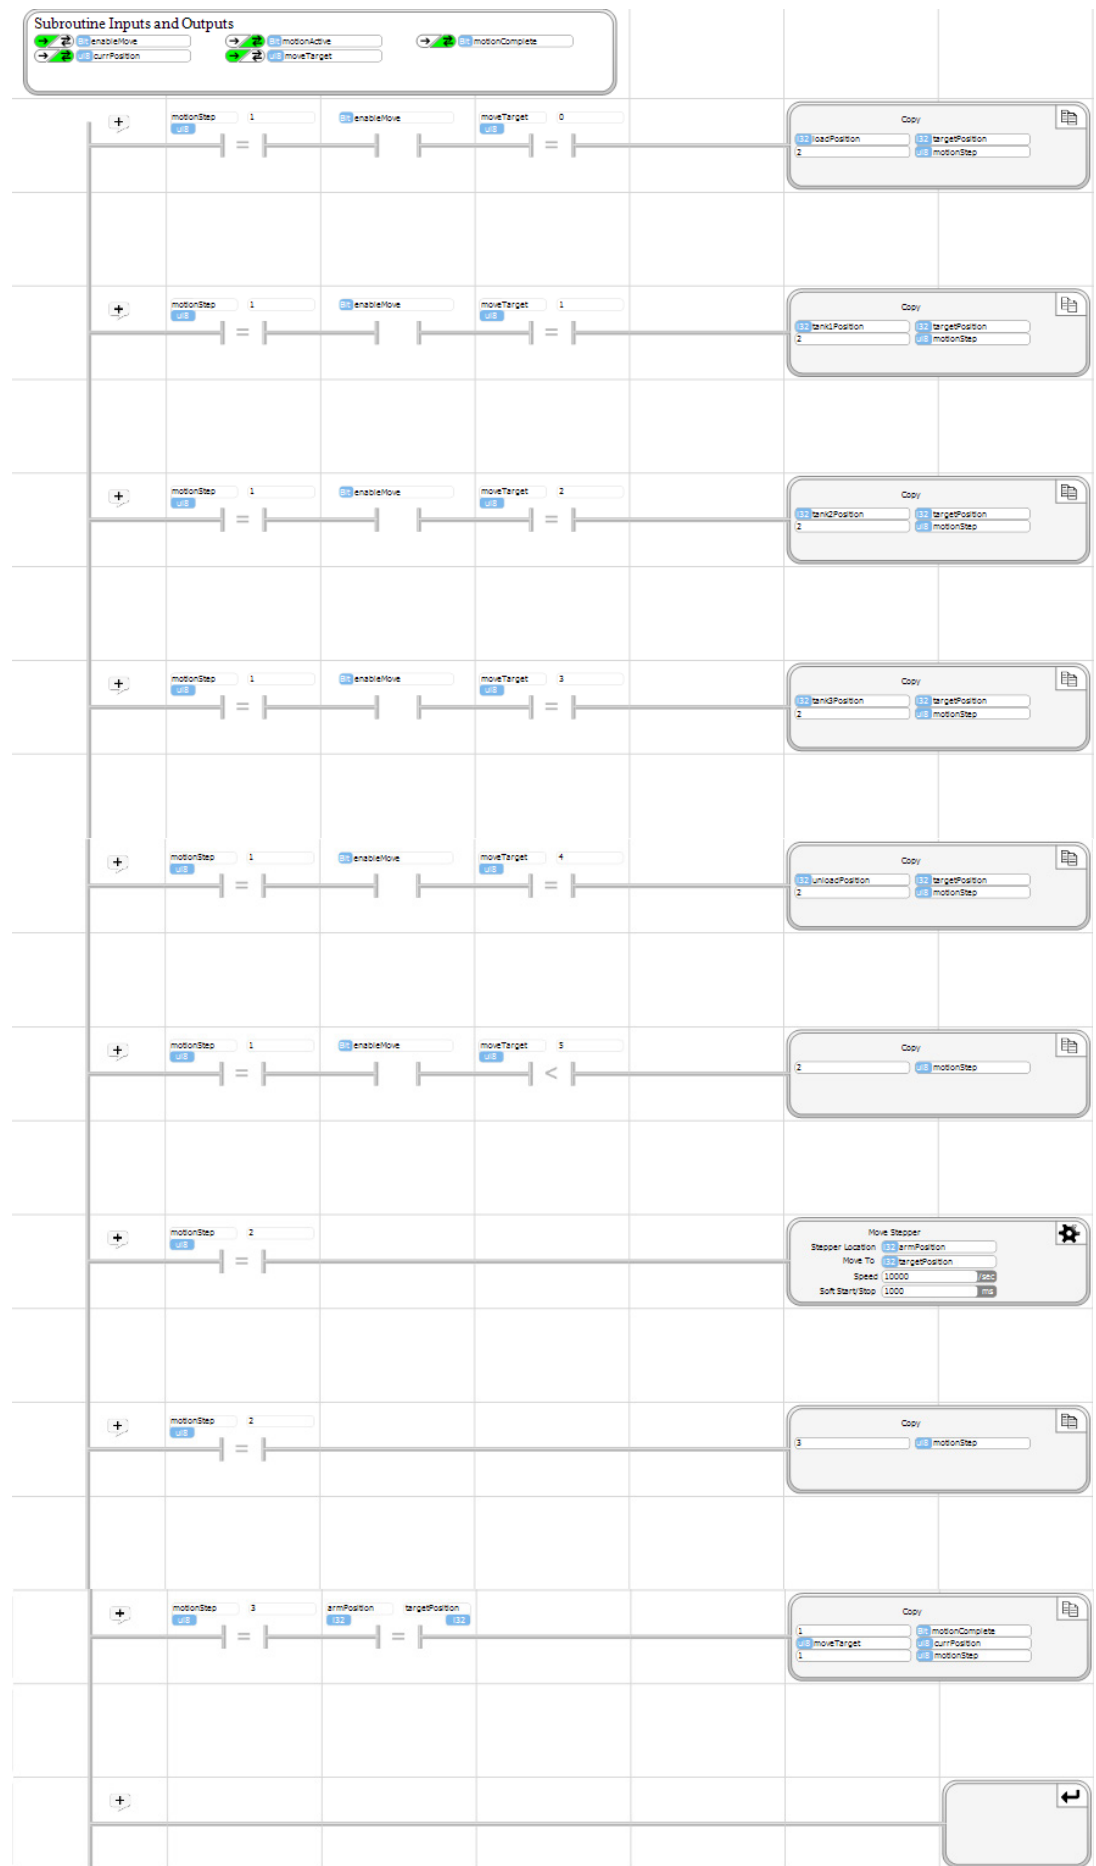 Subroutine Inputs and Outputs
Bit enableMove Bit motionActive Bit motionComplete
uI8 currPosition uI8 moveTarget
motionStep 1 Bit enableMove moveTarget 0
uI8 = uI8 =
Copy
I32 loadPosition I32 targetPosition
2 uI8 motionStep
motionStep 1 Bit enableMove moveTarget 1
uI8 = uI8 =
Copy
I32 tank1Position I32 targetPosition
2 uI8 motionStep
motionStep 1 Bit enableMove moveTarget 2
uI8 = uI8 =
Copy
I32 tank2Position I32 targetPosition
2 uI8 motionStep
motionStep 1 Bit enableMove moveTarget 3
uI8 = uI8 =
Copy
I32 tank3Position I32 targetPosition
2 uI8 motionStep
motionStep 1 Bit enableMove moveTarget 4
uI8 = uI8 =
Copy
I32 unloadPosition I32 targetPosition
2 uI8 motionStep
motionStep 1 Bit enableMove moveTarget 5
uI8 = uI8 <
Copy
2 uI8 motionStep
motionStep 2
uI8 =
Move Stepper
Stepper Location I32 armPosition
Move To I32 targetPosition
Speed 10000 /sec
Soft Start/Stop 1000 ms
motionStep 2
uI8 =
Copy
3 uI8 motionStep
motionStep 3 armPosition targetPosition
uI8 = I32 = I32
Copy
1 Bit motionComplete
uI8 moveTarget uI8 currPosition
1 uI8 motionStep